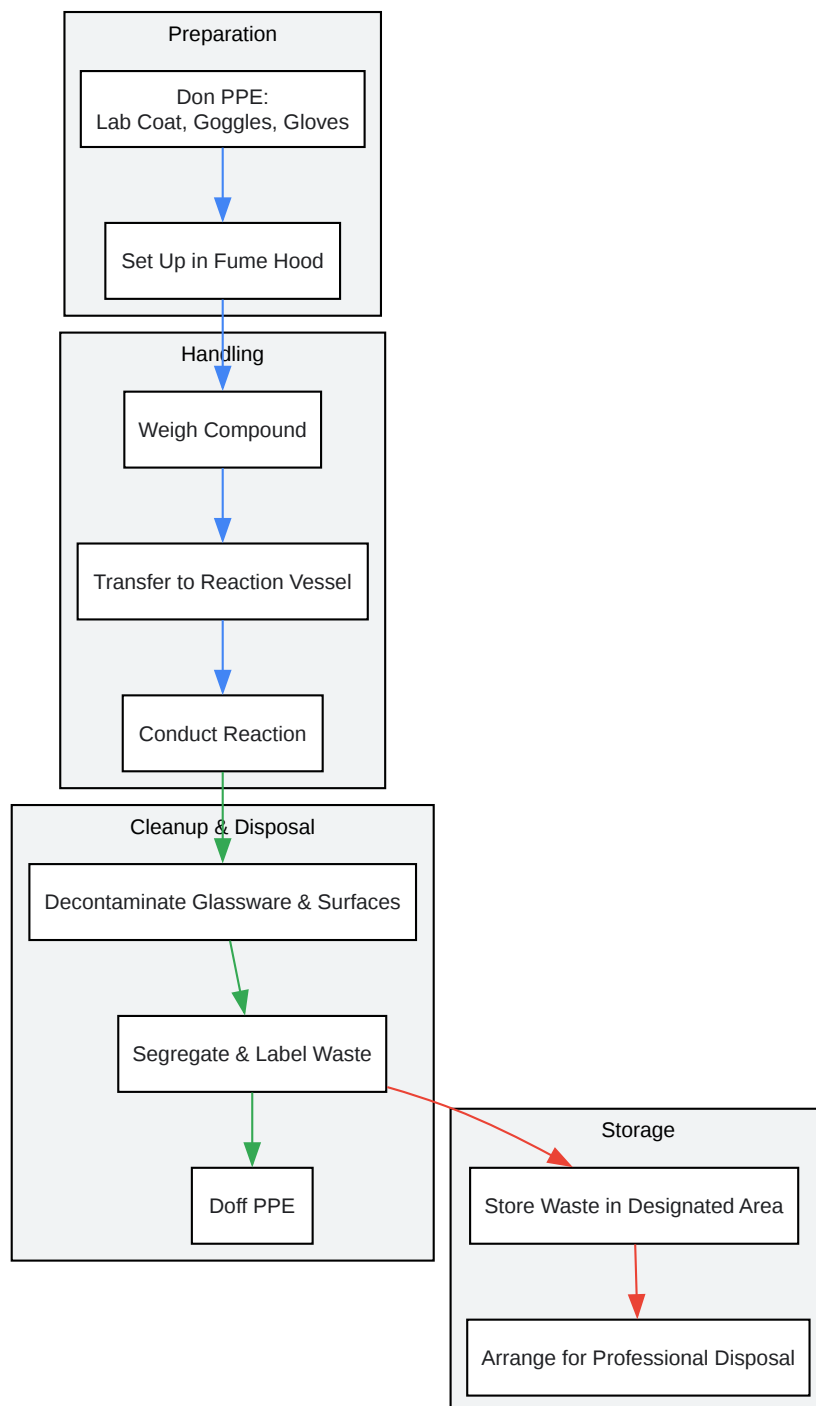 Preparation
Don PPE:
Lab Coat, Goggles, Gloves
Set Up in Fume Hood
Handling
Weigh Compound
Transfer to Reaction Vessel
Conduct Reaction
Cleanup & Disposal
Decontaminate Glassware & Surfaces
Segregate & Label Waste
Doff PPE
Storage
Store Waste in Designated Area
Arrange for Professional Disposal